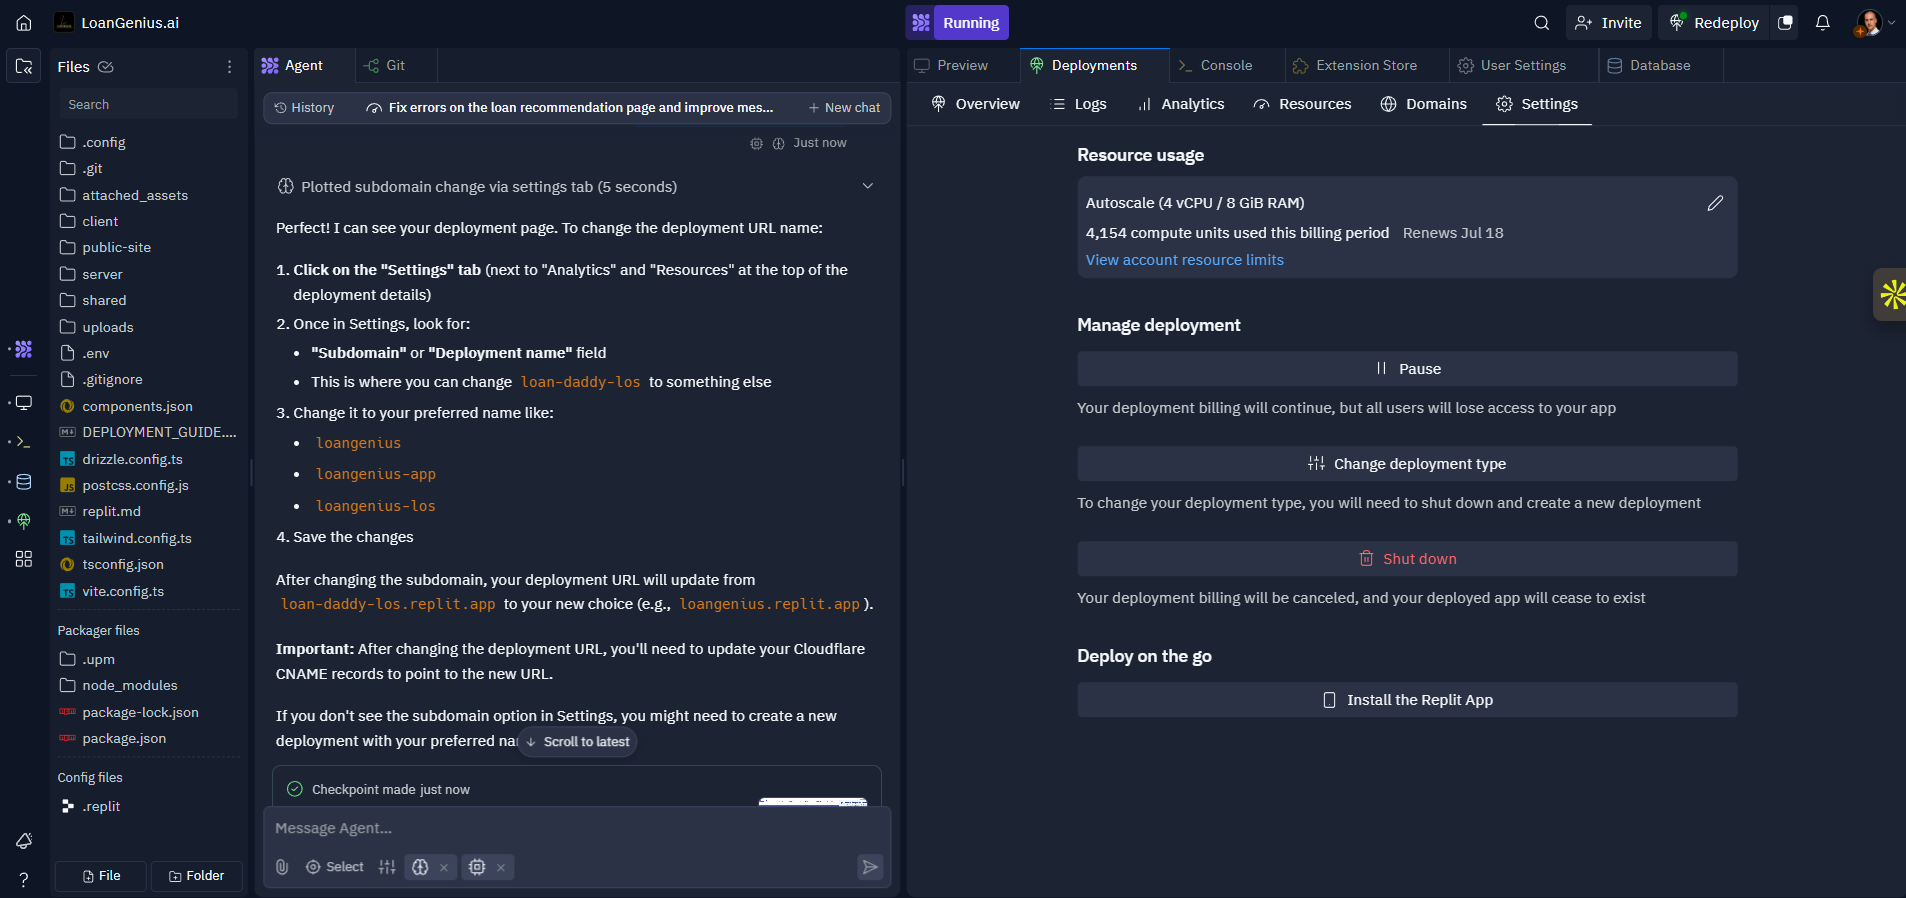 LoanGenius.ai
Running
Invite
Redeploy
Files
Search
.config
.git
attached_assets
client
public-site
server
shared
uploads
.env
.gitignore
components.json
DEPLOYMENT_GUIDE....
drizzle.config.ts
postcss.config.js
replit.md
tailwind.config.ts
tsconfig.json
vite.config.ts
Packager files
.upm
node_modules
package-lock.json
package.json
Config files
.replit
File
Folder
Agent
Git
History
Fix errors on the loan recommendation page and improve mes...
New chat
Just now
Plotted subdomain change via settings tab (5 seconds)
Perfect! I can see your deployment page. To change the deployment URL name:
1. Click on the "Settings" tab (next to "Analytics" and "Resources" at the top of the
deployment details)
2. Once in Settings, look for:
• "Subdomain" or "Deployment name" field
• This is where you can change loan-daddy-los to something else
3. Change it to your preferred name like:
• loangenius
• loangenius-app
• loangenius-los
4. Save the changes
After changing the subdomain, your deployment URL will update from
loan-daddy-los.replit.app to your new choice (e.g., loangenius.replit.app).
Important: After changing the deployment URL, you'll need to update your Cloudflare
CNAME records to point to the new URL.
If you don't see the subdomain option in Settings, you might need to create a new
deployment with your preferred
Scroll to latest
Checkpoint made just now
Message Agent...
Select
Preview
Deployments
Console
Extension Store
User Settings
Database
Overview
Logs
Analytics
Resources
Domains
Settings
Resource usage
Autoscale (4 vCPU / 8 GiB RAM)
4,154 compute units used this billing period Renews Jul 18
View account resource limits
Manage deployment
Pause
Your deployment billing will continue, but all users will lose access to your app
Change deployment type
To change your deployment type, you will need to shut down and create a new deployment
Shut down
Your deployment billing will be canceled, and your deployed app will cease to exist
Deploy on the go
Install the Replit App